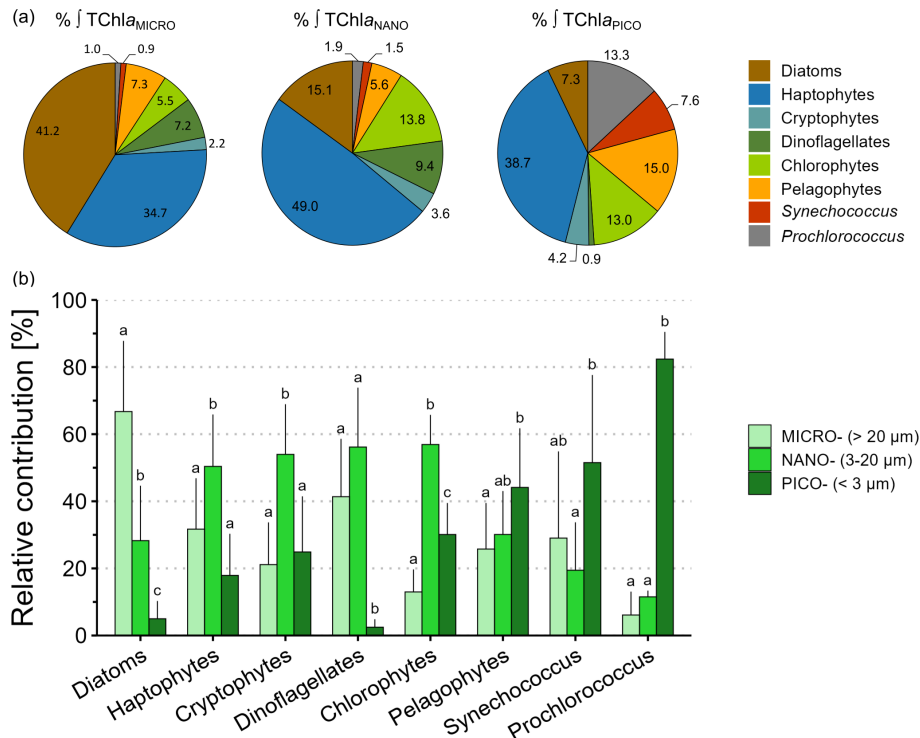 (a)
% ∫ TChlaMICRO
% ∫ TChlaNANO
% ∫ TChlaPICO
1.0
0.9
7.3
5.5
7.2
2.2
34.7
41.2
1.9
1.5
5.6
13.8
9.4
3.6
49.0
15.1
13.3
7.6
15.0
13.0
0.9
4.2
38.7
7.3
Diatoms
Haptophytes
Cryptophytes
Dinoflagellates
Chlorophytes
Pelagophytes
Synechococcus
Prochlorococcus
(b)
Relative contribution [%]
100
80
60
40
20
0
a
b
c
a
b
a
a
b
a
a
a
b
a
b
c
a
ab
b
ab
a
b
a
a
b
Diatoms
Haptophytes
Cryptophytes
Dinoflagellates
Chlorophytes
Pelagophytes
Synechococcus
Prochlorococcus
MICRO- (> 20 µm)
NANO- (3-20 µm)
PICO- (< 3 µm)